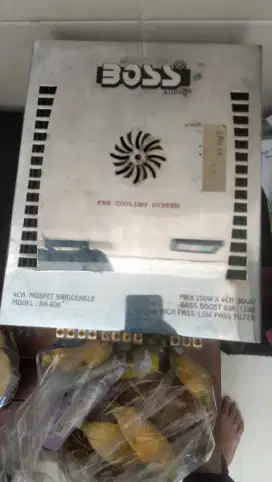 BOSS
AUDIO
FAN COOLING SYSTEM
4CH. MOSFET BRIDGEABLE
MODEL : BR-800
MAX 200W X 4CH 800W
BASS BOOST
HIGH PASS/LOW PASS FILTER